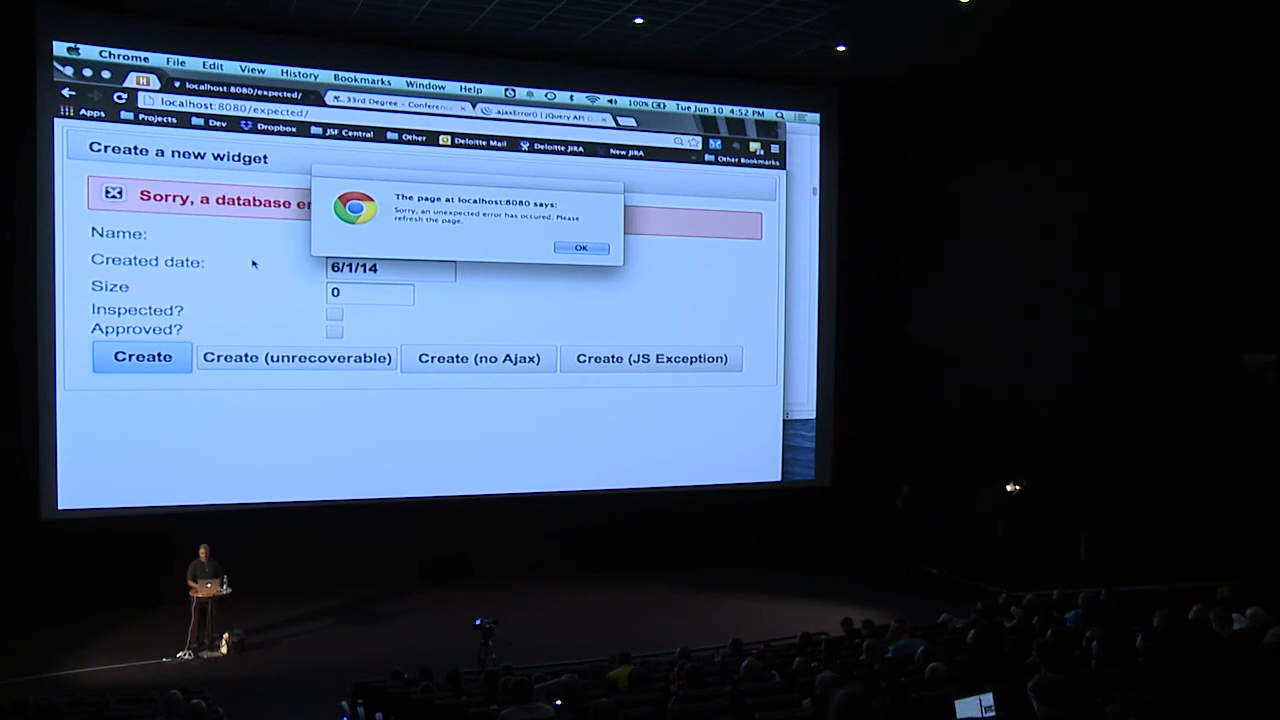 Chrome File Edit View History Bookmarks Window Help 100% Tue Jun 10 4:52 PM
localhost:8080/expected/ 33rd Degree – Conferenc .ajaxError() | jQuery API D
localhost:8080/expected/
Apps Projects Dev Dropbox JSF Central Other Deloitte Mail Deloitte JIRA New JIRA Other Bookmarks
Create a new widget
Sorry, a database er
The page at localhost:8080 says:
Sorry, an unexpected error has occured. Please
refresh the page.
OK
Name:
Created date: 6/1/14
Size 0
Inspected?
Approved?
Create Create (unrecoverable) Create (no Ajax) Create (JS Exception)